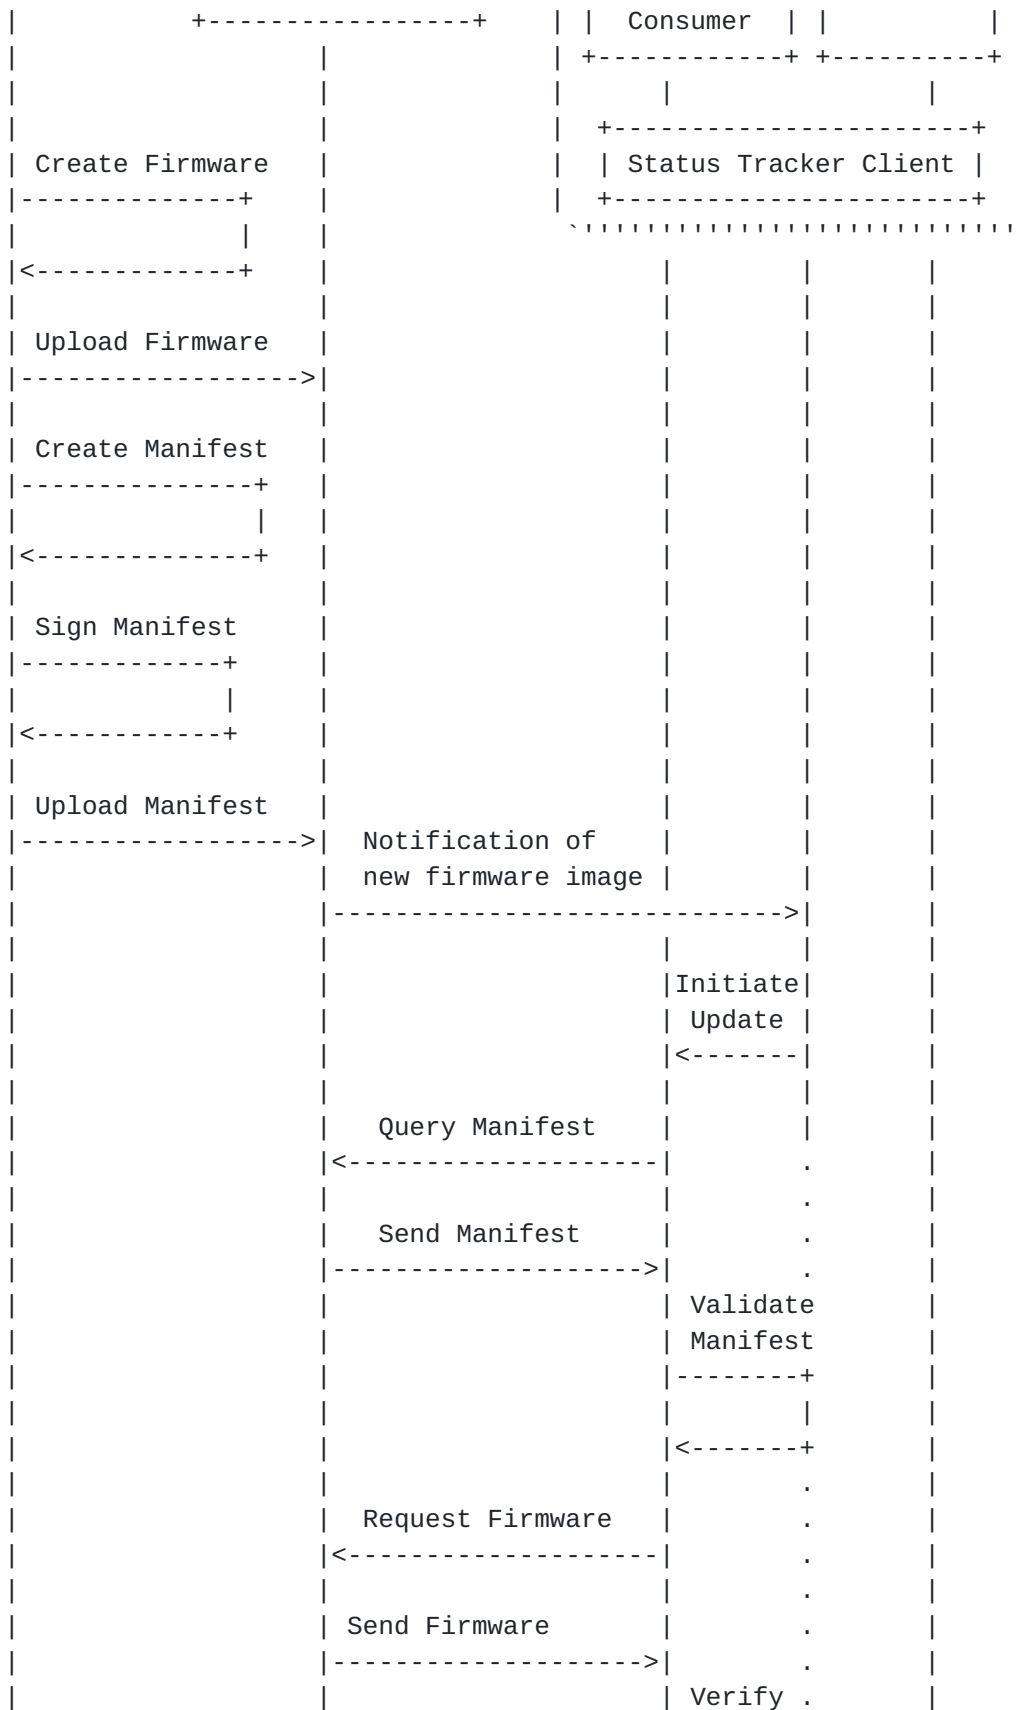 |           +------------------+    | |  Consumer  | |          |
|                   |              | +------------+ +----------+
|                   |              |      |                |
|                   |              |  +-----------------------+
| Create Firmware   |              |  | Status Tracker Client |
|--------------+    |              |  +-----------------------+
|              |    |               `''''''''''''''''''''''''''''
|<-------------+    |                     |        |       |
|                   |                     |        |       |
| Upload Firmware   |                     |        |       |
|------------------>|                     |        |       |
|                   |                     |        |       |
| Create Manifest   |                     |        |       |
|---------------+   |                     |        |       |
|               |   |                     |        |       |
|<--------------+   |                     |        |       |
|                   |                     |        |       |
| Sign Manifest     |                     |        |       |
|-------------+     |                     |        |       |
|             |     |                     |        |       |
|<------------+     |                     |        |       |
|                   |                     |        |       |
| Upload Manifest   |                     |        |       |
|------------------>|  Notification of    |        |       |
|                   |  new firmware image |        |       |
|                   |----------------------------->|       |
|                   |                     |        |       |
|                   |                     |Initiate|       |
|                   |                     | Update |       |
|                   |                     |<-------|       |
|                   |                     |        |       |
|                   |   Query Manifest    |        |       |
|                   |<--------------------|        .       |
|                   |                     |        .       |
|                   |   Send Manifest     |        .       |
|                   |-------------------->|        .       |
|                   |                     | Validate       |
|                   |                     | Manifest       |
|                   |                     |--------+       |
|                   |                     |        |       |
|                   |                     |<-------+       |
|                   |                     |        .       |
|                   |  Request Firmware   |        .       |
|                   |<--------------------|        .       |
|                   |                     |        .       |
|                   | Send Firmware       |        .       |
|                   |-------------------->|        .       |
|                   |                     | Verify .       |